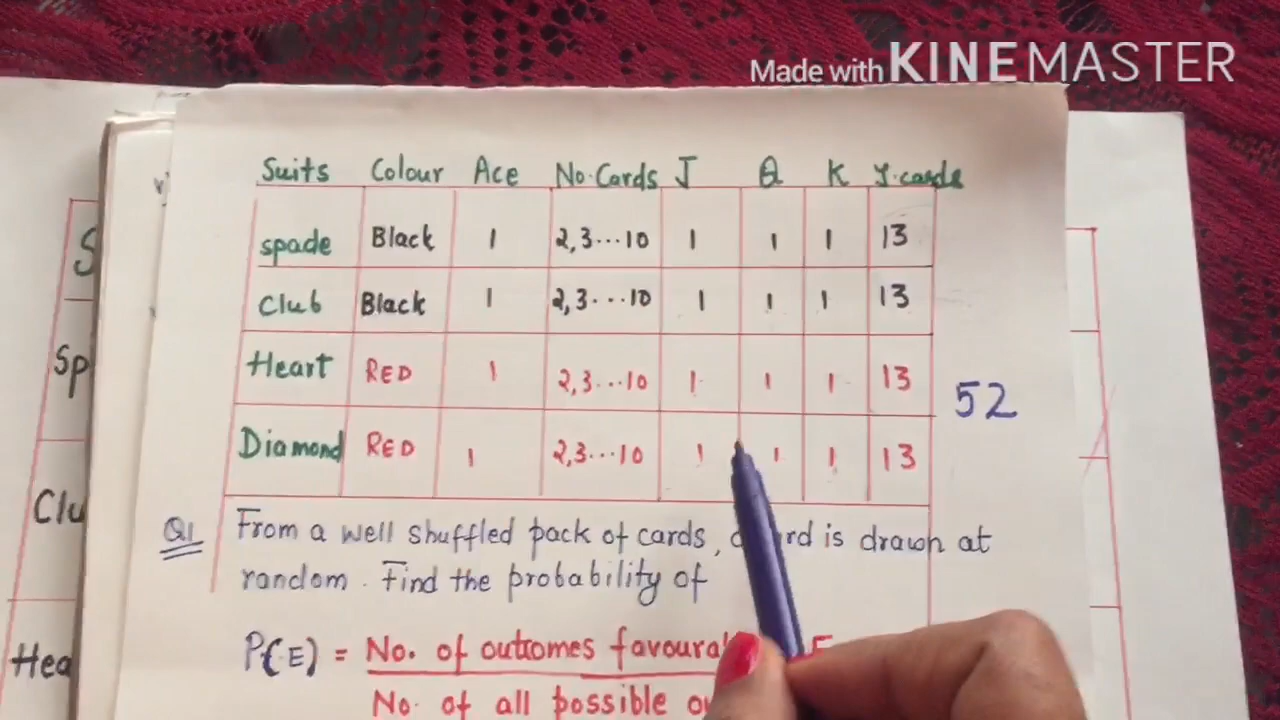 Made with KINEMASTER
Suits Colour Ace No.Cards J Q K T.cards
spade Black 1 2,3...10 1 1 1 13
Club Black 1 2,3...10 1 1 1 13
Heart RED 1 2,3...10 1 1 1 13
52
Diamond RED 1 2,3...10 1 1 1 13
Q1 From a well shuffled pack of cards, is drawn at
random. Find the probability of
P(E) = No. of outcomes E
No. of all possible
S
Sp
Clu
Hea